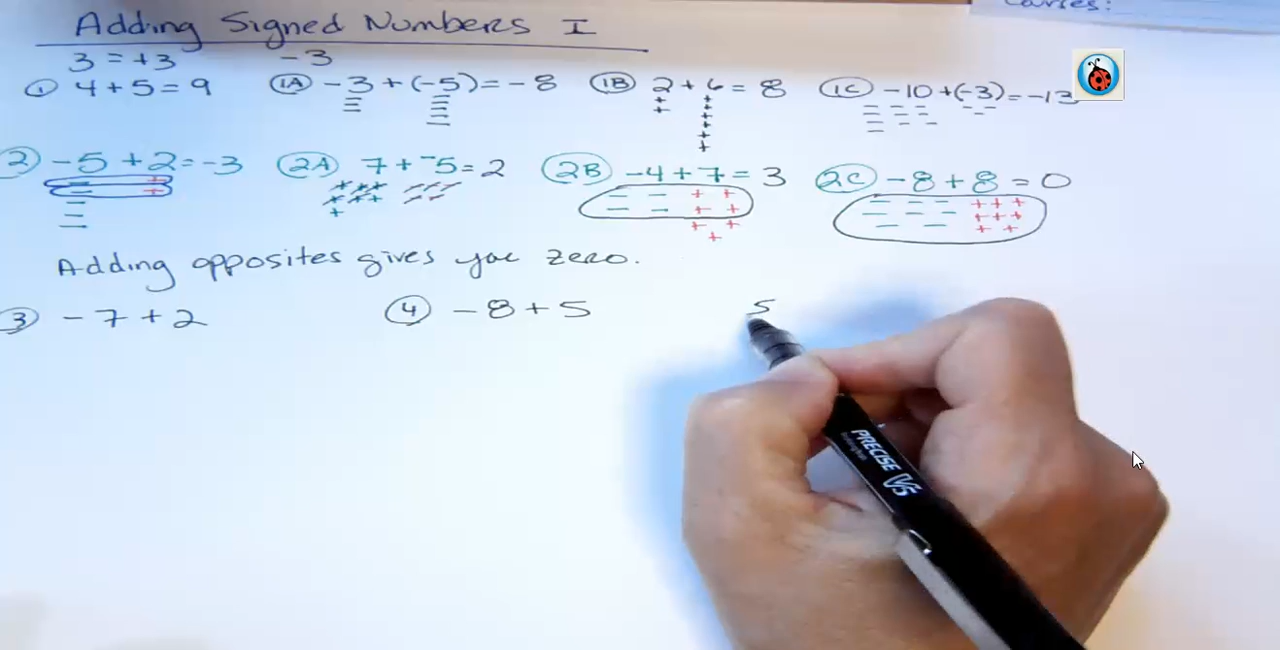 Courses:
Adding Signed Numbers I
3 = +3 -3
① 4 + 5 = 9 1A -3 + (-5) = -8 1B 2 + 6 = 8 1C -10 + (-3) = -13
2 -5 + 2 = -3 2A 7 + ⁻5 = 2 2B -4 + 7 = 3 2C -8 + 8 = 0
Adding opposites gives you zero.
3 -7 + 2 4 -8 + 5 5
PRECISE V5